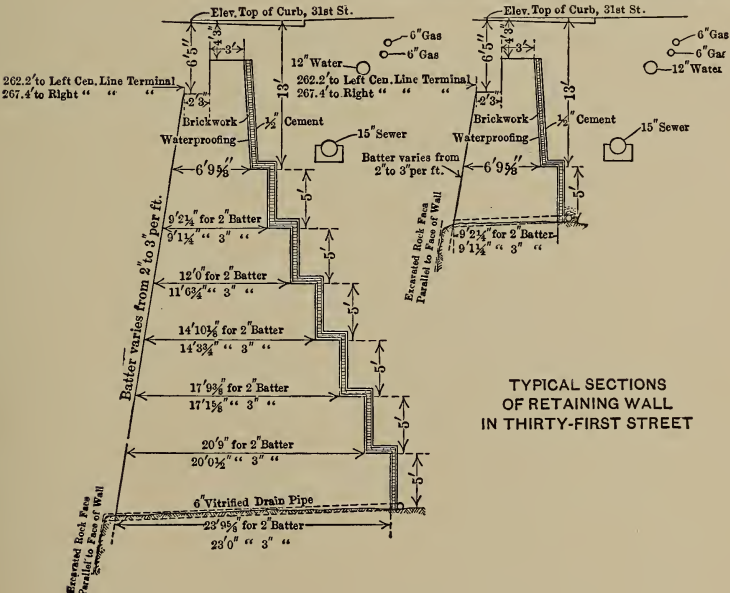 Elev. Top of Curb, 31st St.
6'5"
4'3"
3'
13'
6"Gas
6"Gas
12"Water
262.2'to Left Cen. Line Terminal
267.4'to Right " " "
2'3"
Brickwork
½" Cement
Waterproofing
15"Sewer
6'9⅝"
5'
9'2¼" for 2"Batter
9'1¼" " 3" "
5'
12'0" for 2"Batter
11'6¾" " 3" "
5'
14'10⅛" for 2"Batter
14'3¾" " 3" "
5'
17'9⅜" for 2"Batter
17'1⅝" " 3" "
5'
20'9" for 2"Batter
20'0½" " 3" "
5'
6"Vitrified Drain Pipe
23'9⅝" for 2"Batter
23'0" " 3" "
Batter varies from 2" to 3" per ft.
Excavated Rock Face
Parallel to Face of Wall
Elev. Top of Curb, 31st St.
6'5"
4'3"
3'
13'
6"Gas
6"Gas
12"Water
262.2'to Left Cen. Line Terminal
267.4'to Right " " "
2'3"
Brickwork
½" Cement
Waterproofing
15"Sewer
Batter varies from
2"to 3"per ft.
6'9⅝"
5'
9'2¼" for 2"Batter
9'1½" " 3" "
Excavated Rock Face
Parallel to Face of Wall
TYPICAL SECTIONS
OF RETAINING WALL
IN THIRTY-FIRST STREET